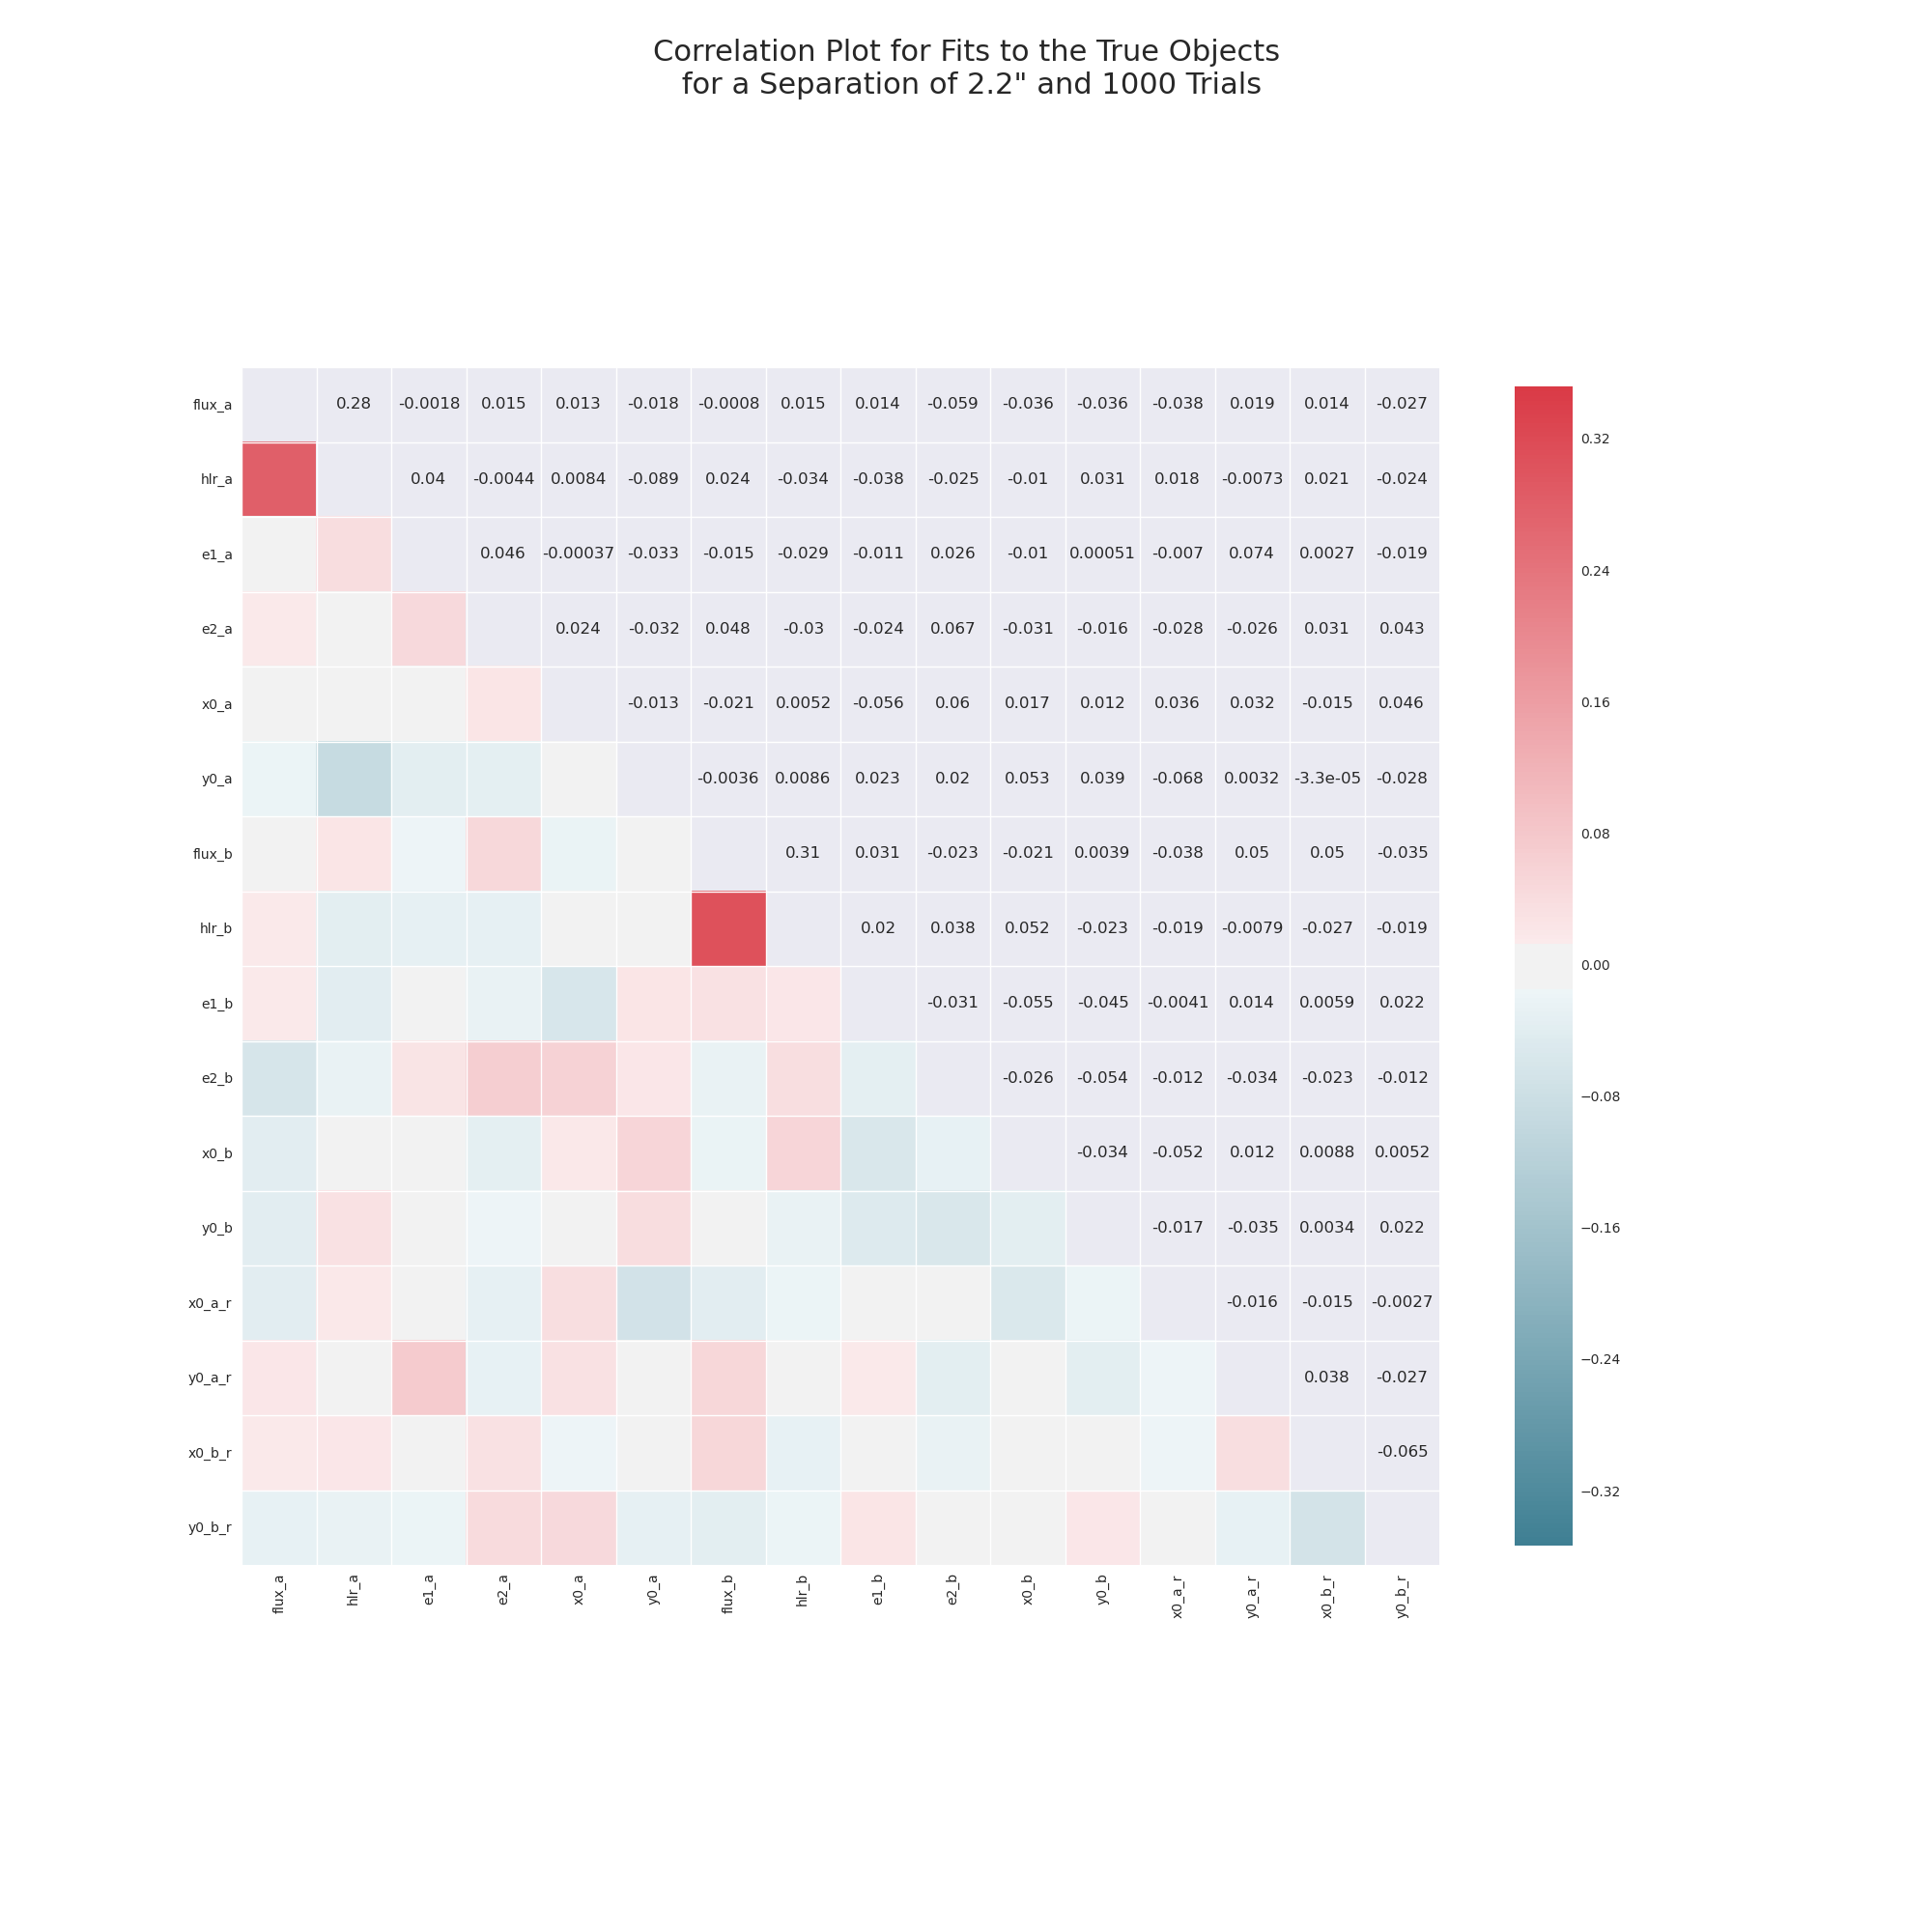 Correlation Plot for Fits to the True Objects
for a Separation of 2.2" and 1000 Trials
flux_a 0.28 -0.0018 0.015 0.013 -0.018 -0.0008 0.015 0.014 -0.059 -0.036 -0.036 -0.038 0.019 0.014 -0.027
hlr_a 0.04 -0.0044 0.0084 -0.089 0.024 -0.034 -0.038 -0.025 -0.01 0.031 0.018 -0.0073 0.021 -0.024
e1_a 0.046 -0.00037 -0.033 -0.015 -0.029 -0.011 0.026 -0.01 0.00051 -0.007 0.074 0.0027 -0.019
e2_a 0.024 -0.032 0.048 -0.03 -0.024 0.067 -0.031 -0.016 -0.028 -0.026 0.031 0.043
x0_a -0.013 -0.021 0.0052 -0.056 0.06 0.017 0.012 0.036 0.032 -0.015 0.046
y0_a -0.0036 0.0086 0.023 0.02 0.053 0.039 -0.068 0.0032 -3.3e-05 -0.028
flux_b 0.31 0.031 -0.023 -0.021 0.0039 -0.038 0.05 0.05 -0.035
hlr_b 0.02 0.038 0.052 -0.023 -0.019 -0.0079 -0.027 -0.019
e1_b -0.031 -0.055 -0.045 -0.0041 0.014 0.0059 0.022
e2_b -0.026 -0.054 -0.012 -0.034 -0.023 -0.012
x0_b -0.034 -0.052 0.012 0.0088 0.0052
y0_b -0.017 -0.035 0.0034 0.022
x0_a_r -0.016 -0.015 -0.0027
y0_a_r 0.038 -0.027
x0_b_r -0.065
y0_b_r
flux_a hlr_a e1_a e2_a x0_a y0_a flux_b hlr_b e1_b e2_b x0_b y0_b x0_a_r y0_a_r x0_b_r y0_b_r
0.32
0.24
0.16
0.08
0.00
−0.08
−0.16
−0.24
−0.32